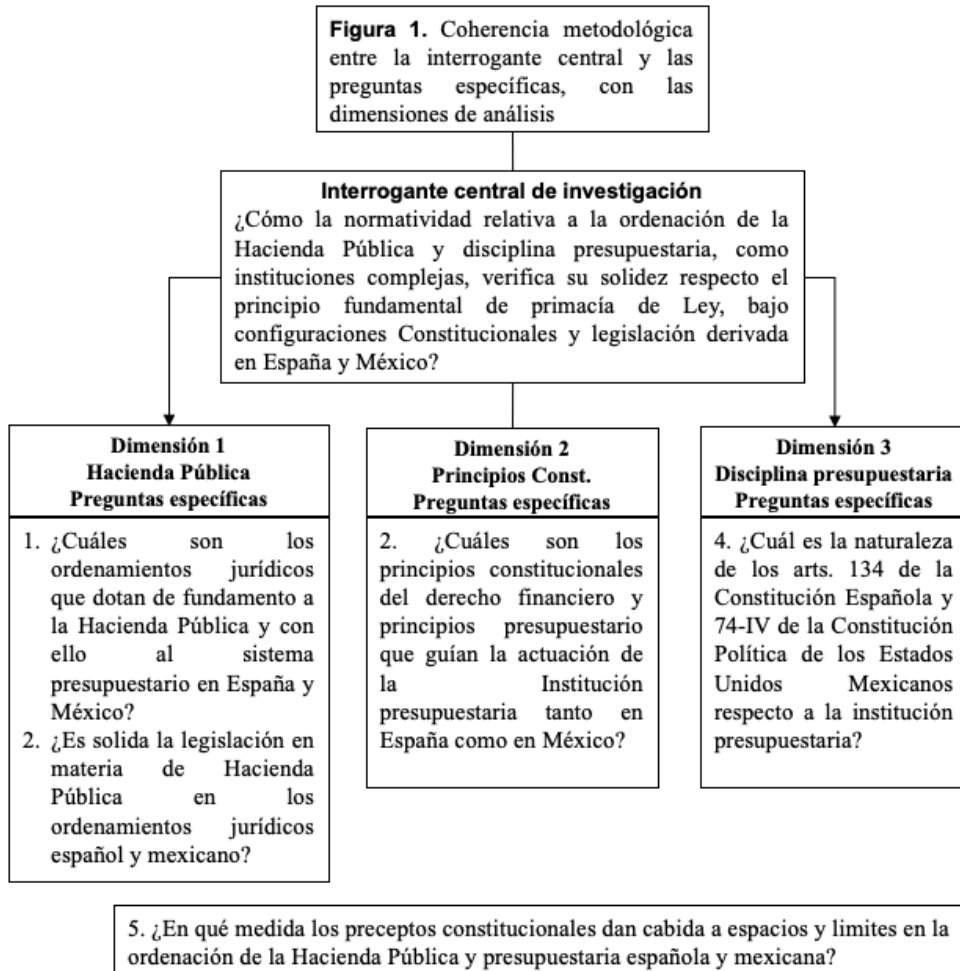 Figura 1. Coherencia metodológica
entre la interrogante central y las
preguntas específicas, con las
dimensiones de análisis
Interrogante central de investigación
¿Cómo la normatividad relativa a la ordenación de la
Hacienda Pública y disciplina presupuestaria, como
instituciones complejas, verifica su solidez respecto el
principio fundamental de primacía de Ley, bajo
configuraciones Constitucionales y legislación derivada
en España y México?
Dimensión 1
Hacienda Pública
Preguntas específicas
1. ¿Cuáles son los
ordenamientos jurídicos
que dotan de fundamento a
la Hacienda Pública y con
ello al sistema
presupuestario en España y
México?
2. ¿Es solida la legislación en
materia de Hacienda
Pública en los
ordenamientos jurídicos
español y mexicano?
Dimensión 2
Principios Const.
Preguntas específicas
2. ¿Cuáles son los
principios constitucionales
del derecho financiero y
principios presupuestario
que guían la actuación de
la Institución
presupuestaria tanto en
España como en México?
Dimensión 3
Disciplina presupuestaria
Preguntas específicas
4. ¿Cuál es la naturaleza
de los arts. 134 de la
Constitución Española y
74-IV de la Constitución
Política de los Estados
Unidos Mexicanos
respecto a la institución
presupuestaria?
5. ¿En qué medida los preceptos constitucionales dan cabida a espacios y limites en la
ordenación de la Hacienda Pública y presupuestaria española y mexicana?